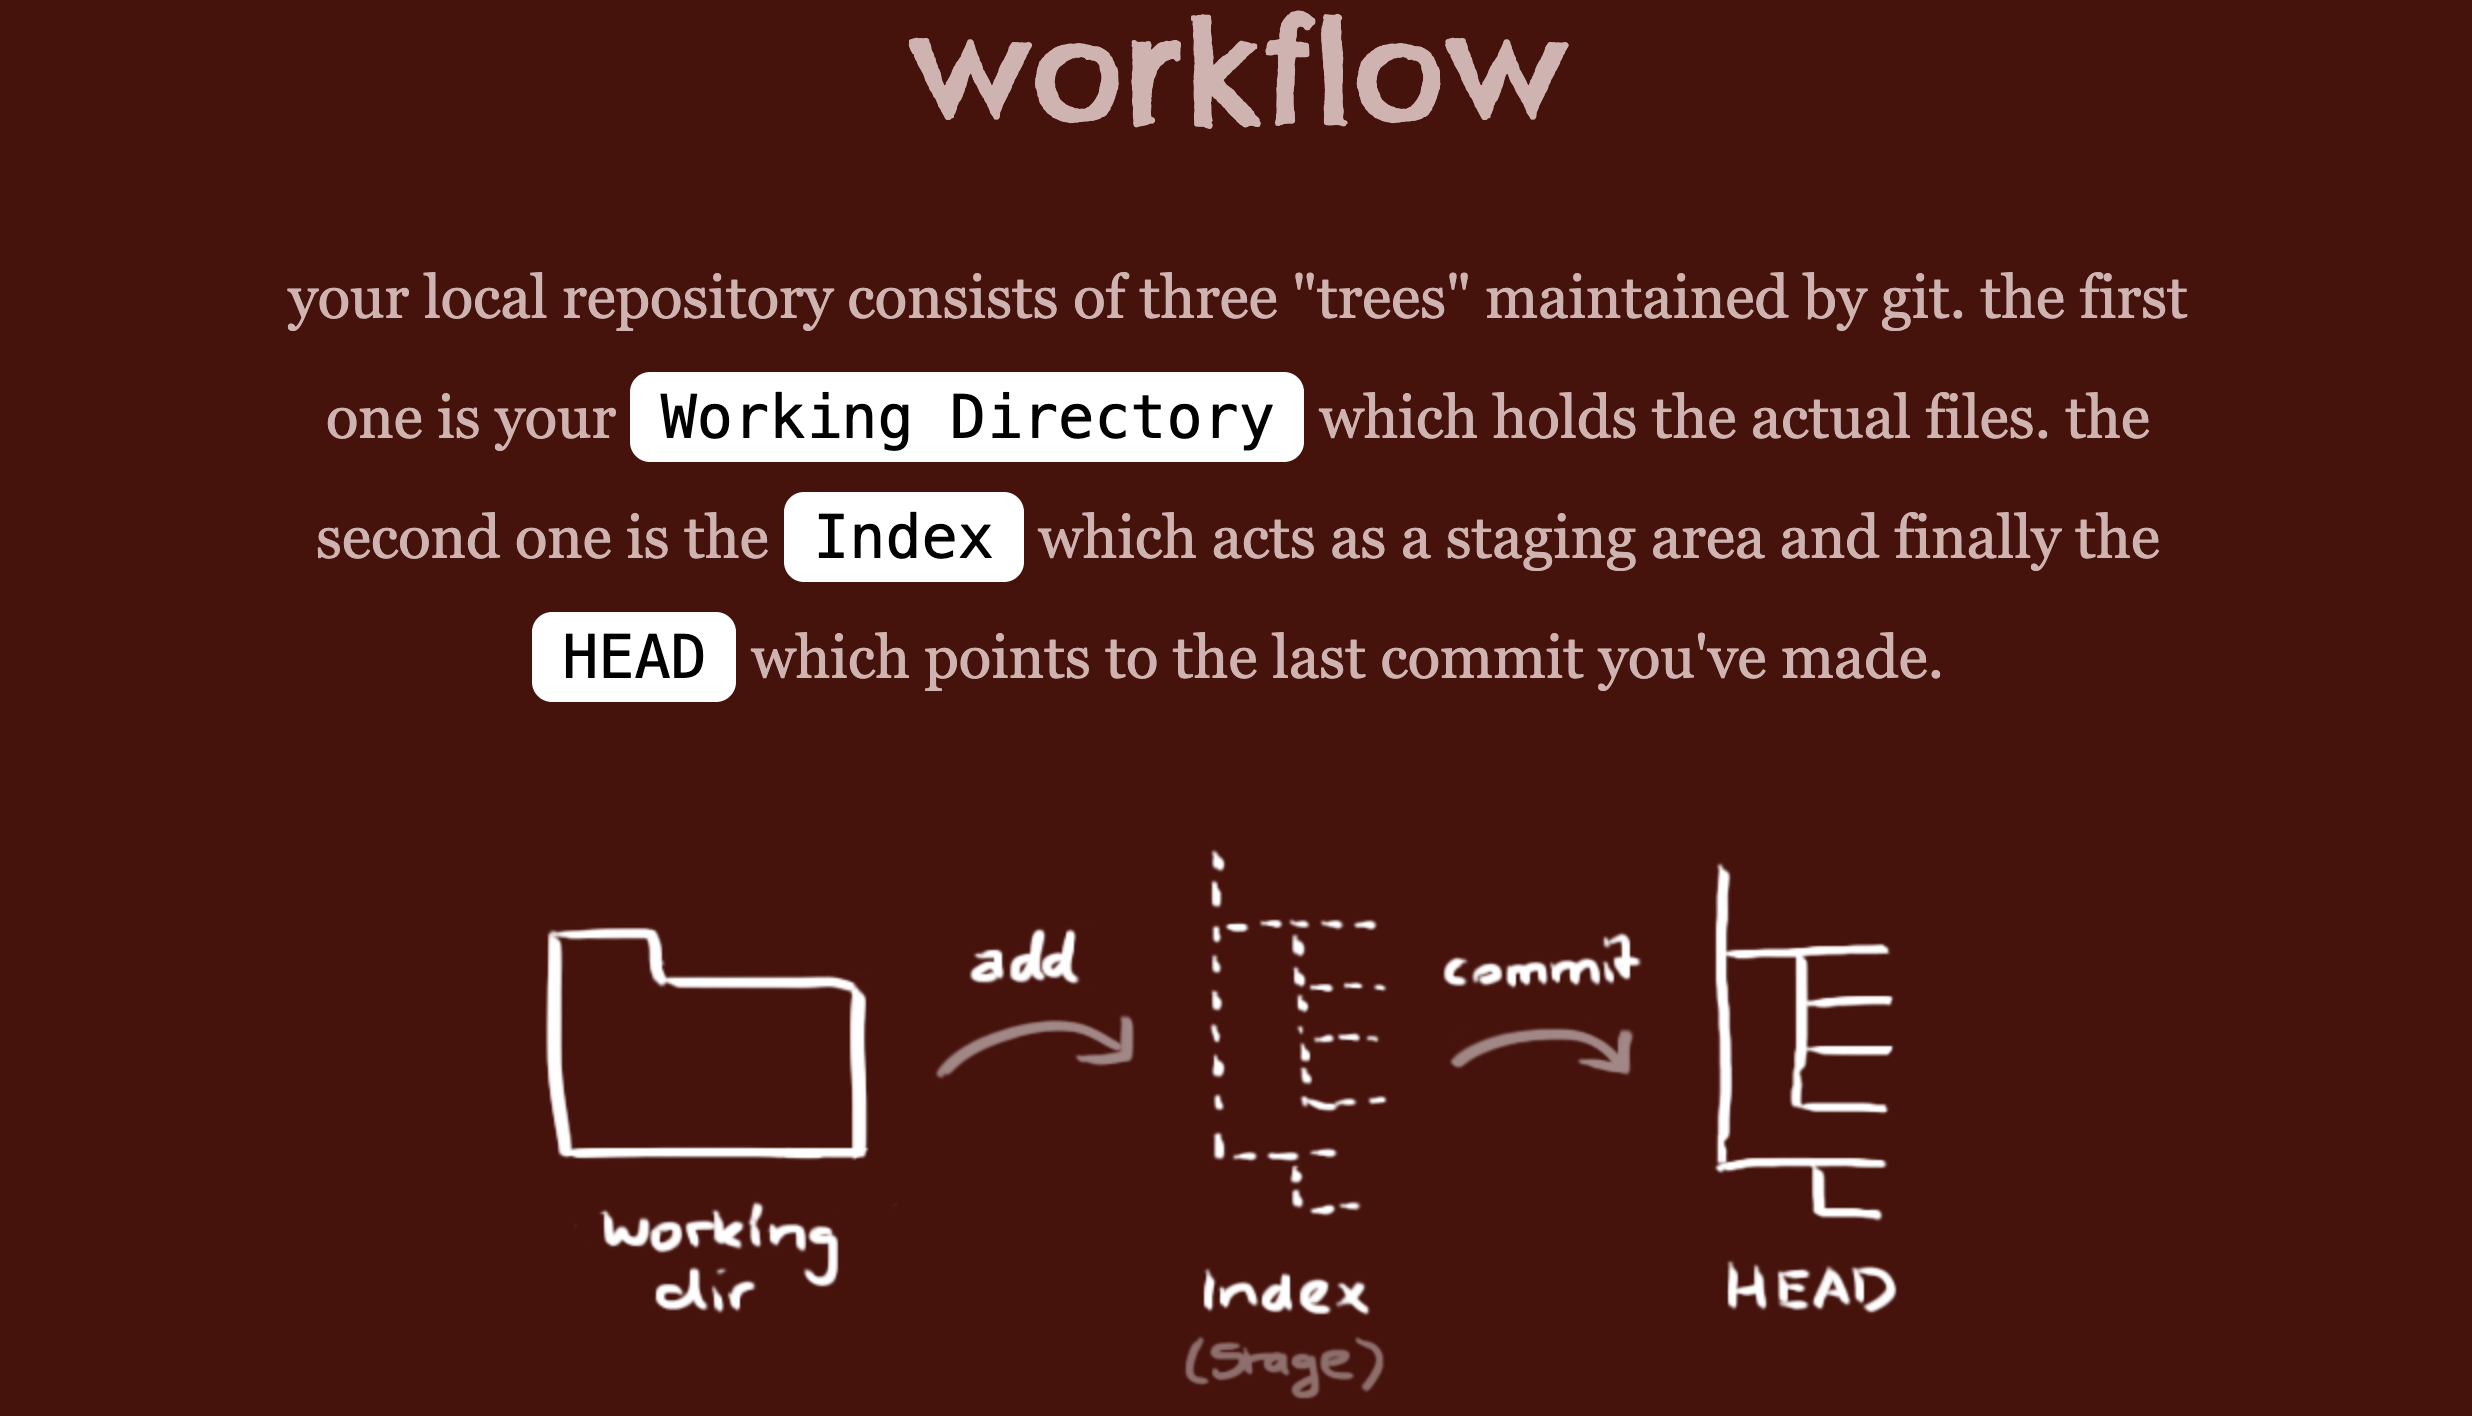 workflow
your local repository consists of three "trees" maintained by git. the first
one is your Working Directory which holds the actual files. the
second one is the Index which acts as a staging area and finally the
HEAD which points to the last commit you've made.
add
commit
working
dir
Index
(Stage)
HEAD